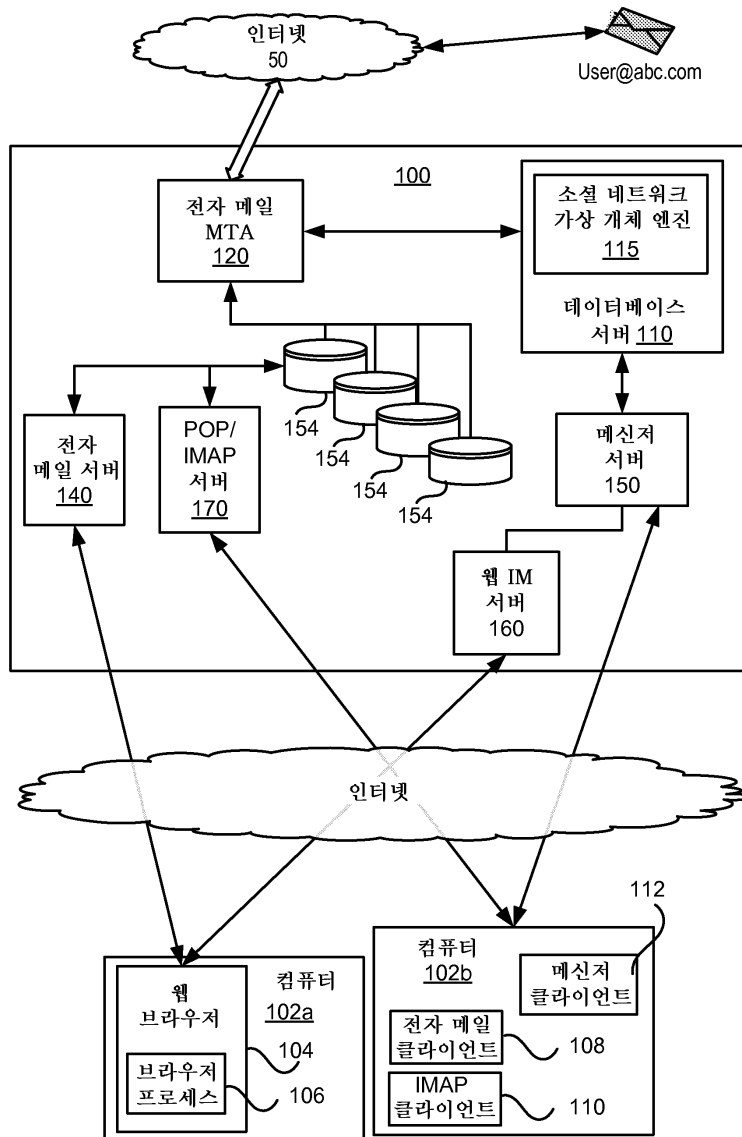 인터넷
50
User@abc.com
100
전자 메일
MTA
120
소셜 네트워크
가상 개체 엔진
115
데이터베이스
서버 110
154
154
154
154
전자
메일 서버
140
POP/
IMAP
서버
170
메신저
서버
150
웹 IM
서버
160
인터넷
112
컴퓨터
102a
웹
브라우저
104
브라우저
프로세스
106
컴퓨터
102b
메신저
클라이언트
전자 메일
클라이언트
108
IMAP
클라이언트
110